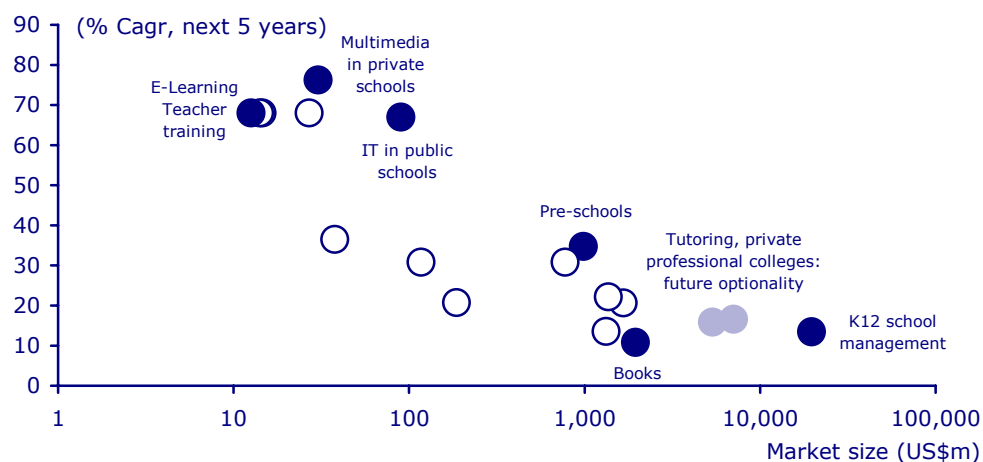 (% Cagr, next 5 years)
90
80
70
60
50
40
30
20
10
0
Multimedia
in private
schools
E-Learning
Teacher
training
IT in public
schools
Pre-schools
Tutoring, private
professional colleges:
future optionality
K12 school
management
Books
1
10
100
1,000
10,000
100,000
Market size (US$m)